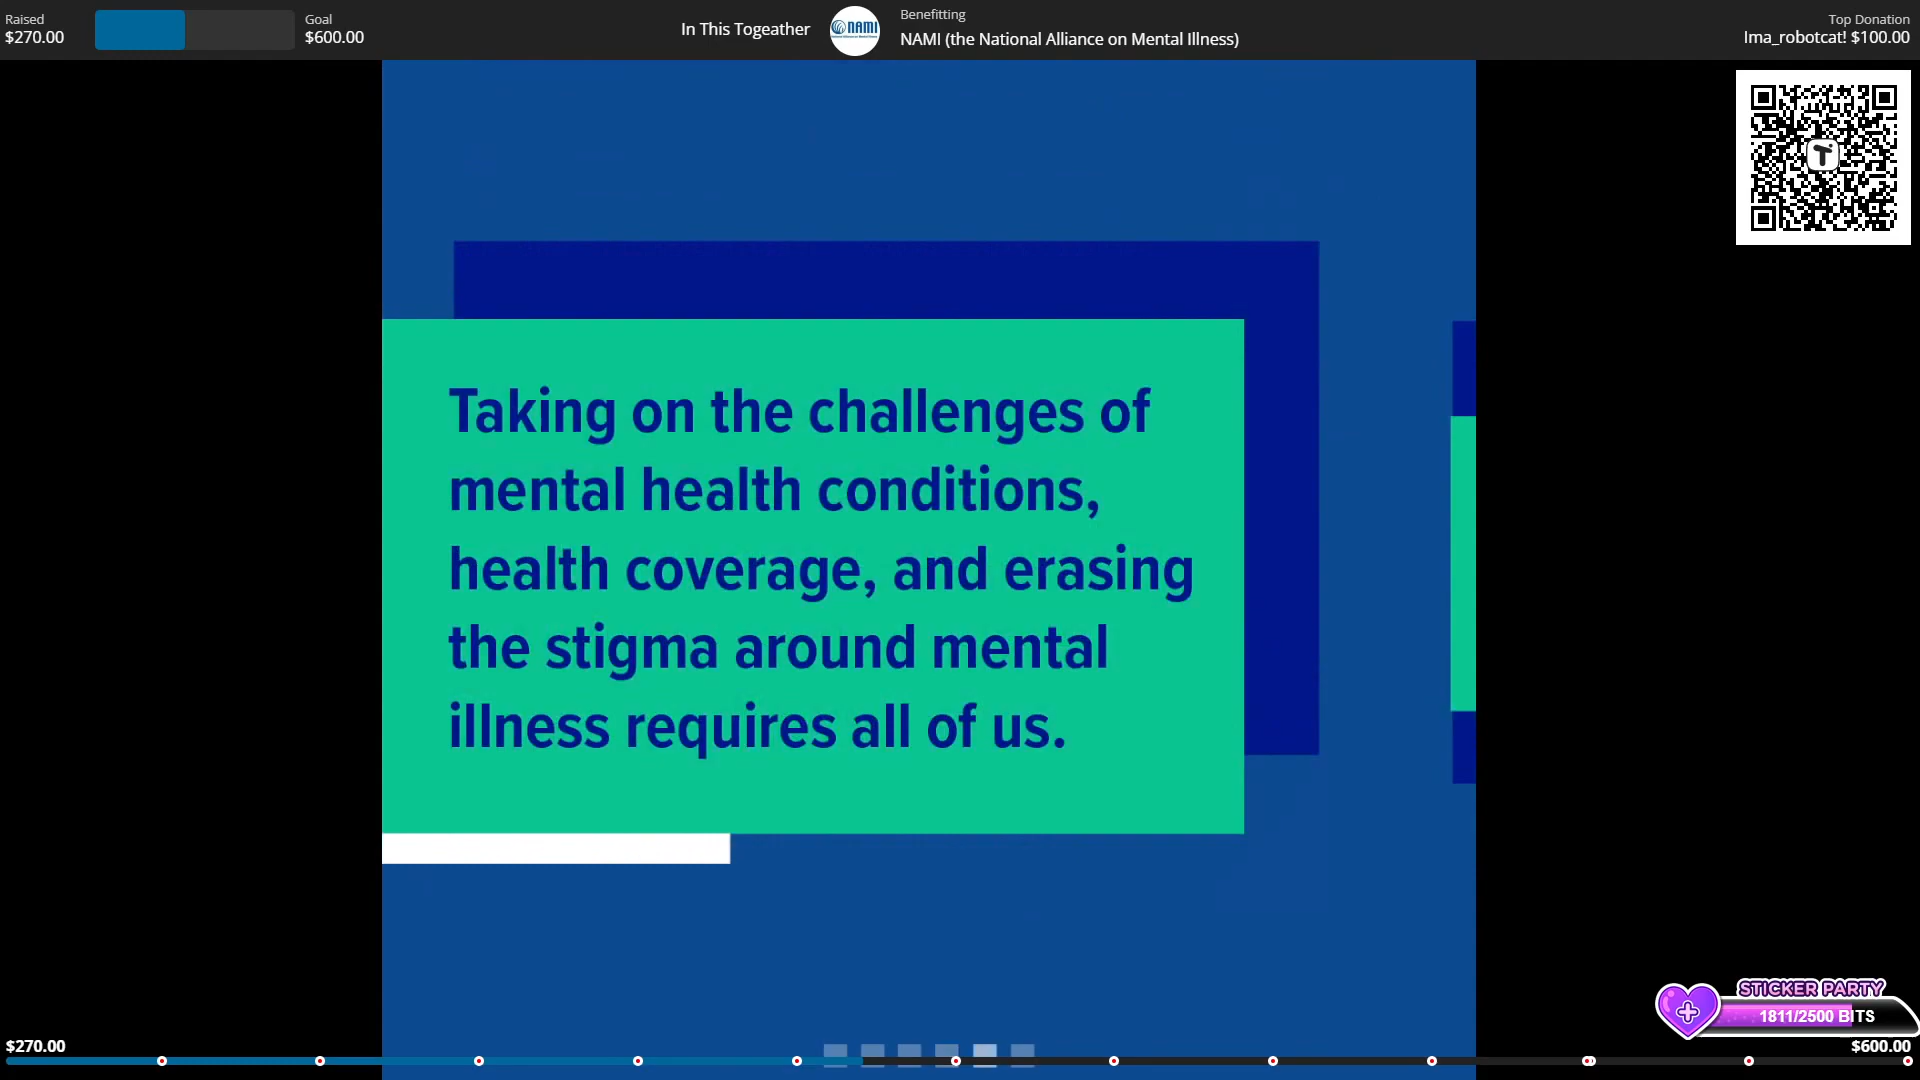 Raised
$270.00
Goal
$600.00
In This Togeather
NAMI
Benefitting
NAMI (the National Alliance on Mental Illness)
Top Donation
Ima_robotcat! $100.00
T
Taking on the challenges of
mental health conditions,
health coverage, and erasing
the stigma around mental
illness requires all of us.
STICKER PARTY
1811/2500 BITS
$270.00
$600.00